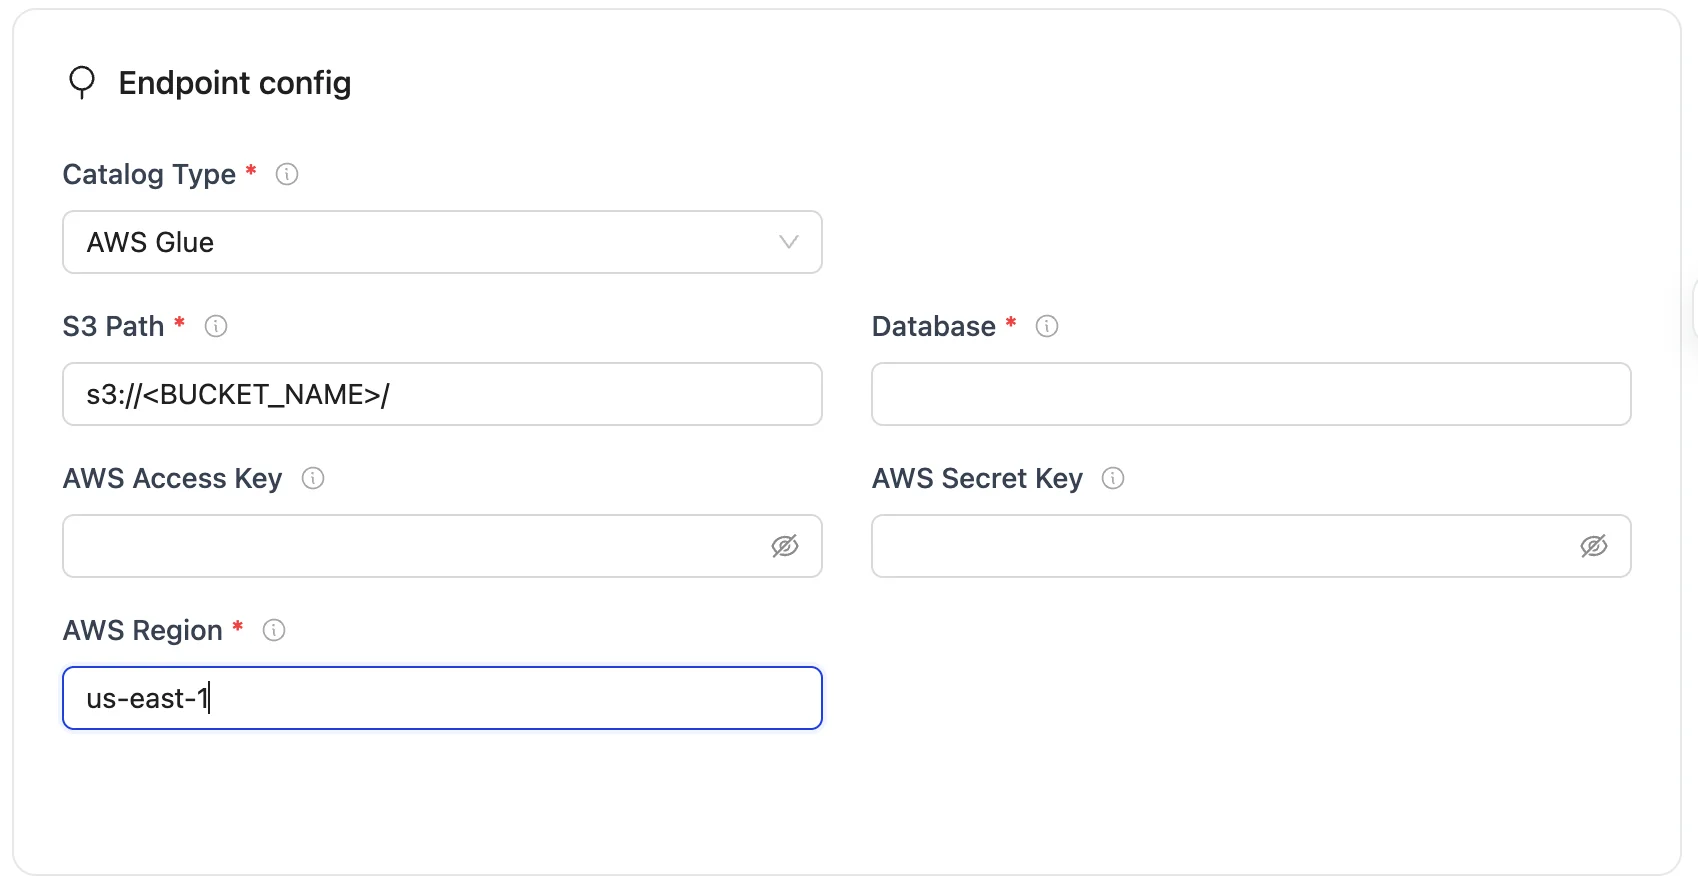 Endpoint config
Catalog Type *
AWS Glue
S3 Path *
Database *
s3://<BUCKET_NAME>/
AWS Access Key
AWS Secret Key
AWS Region *
us-east-1